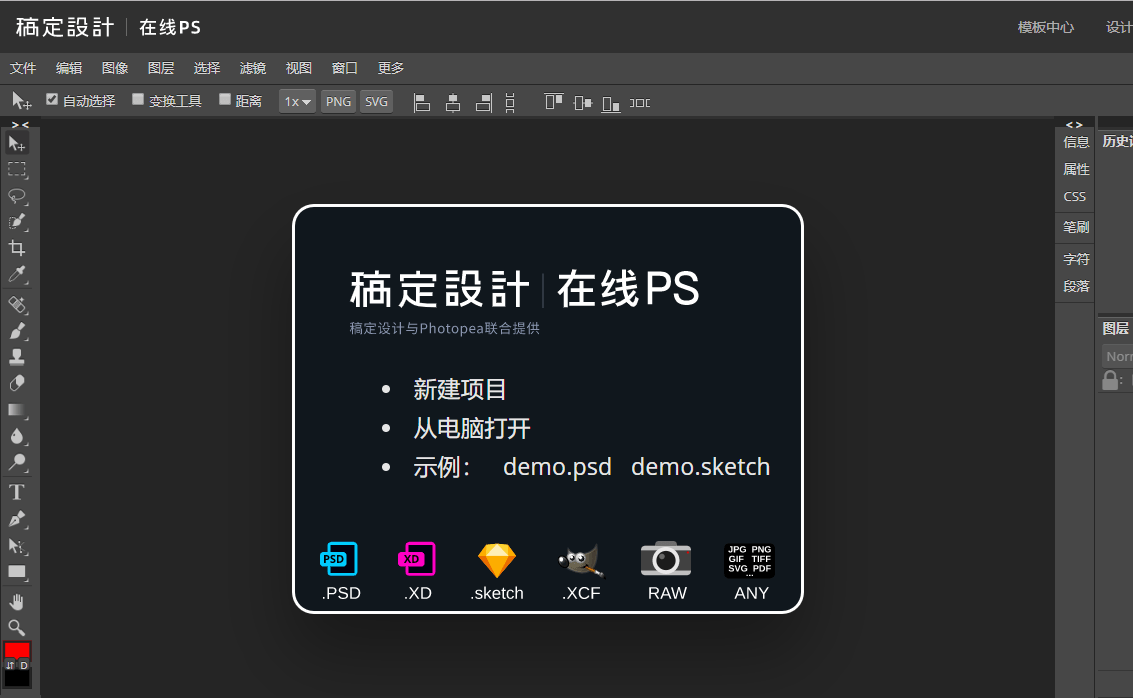 稿定設計 在线PS 模板中心 设计
文件 编辑 图像 图层 选择 滤镜 视图 窗口 更多
自动选择 变换工具 距离 1x PNG SVG
> < < >
信息 历史记
属性
CSS
笔刷
字符
段落
稿定設計 在线PS
稿定设计与Photopea联合提供
• 新建项目
• 从电脑打开
• 示例： demo.psd demo.sketch
图层
Norr
T
PSD XD JPG PNG
GIF TIFF
SVG PDF
...
.PSD .XD .sketch .XCF RAW ANY
D